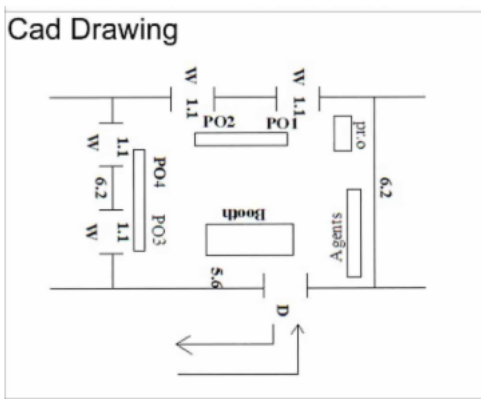 Cad Drawing
W
W
1.1
1.1
PO2
PO1
pr.o
W
1.1
PO4
6.2
6.2
W
1.1
PO3
Booth
Agents
5.6
D